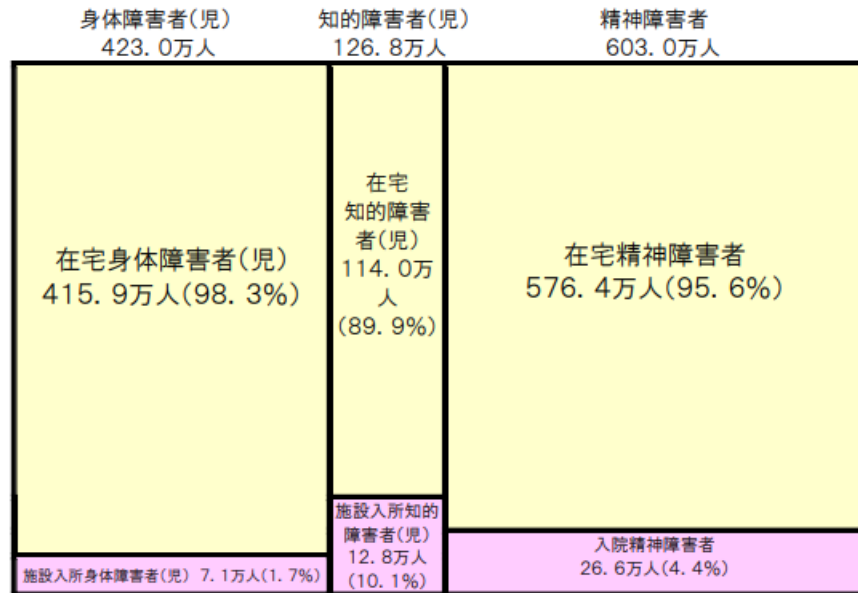 身体障害者(児)
423.0万人
知的障害者(児)
126.8万人
精神障害者
603.0万人
在宅身体障害者(児)
415.9万人(98.3%)
在宅
知的障害
者(児)
114.0万
人
(89.9%)
在宅精神障害者
576.4万人(95.6%)
施設入所身体障害者(児) 7.1万人(1.7%)
施設入所知的
障害者(児)
12.8万人
(10.1%)
入院精神障害者
26.6万人(4.4%)